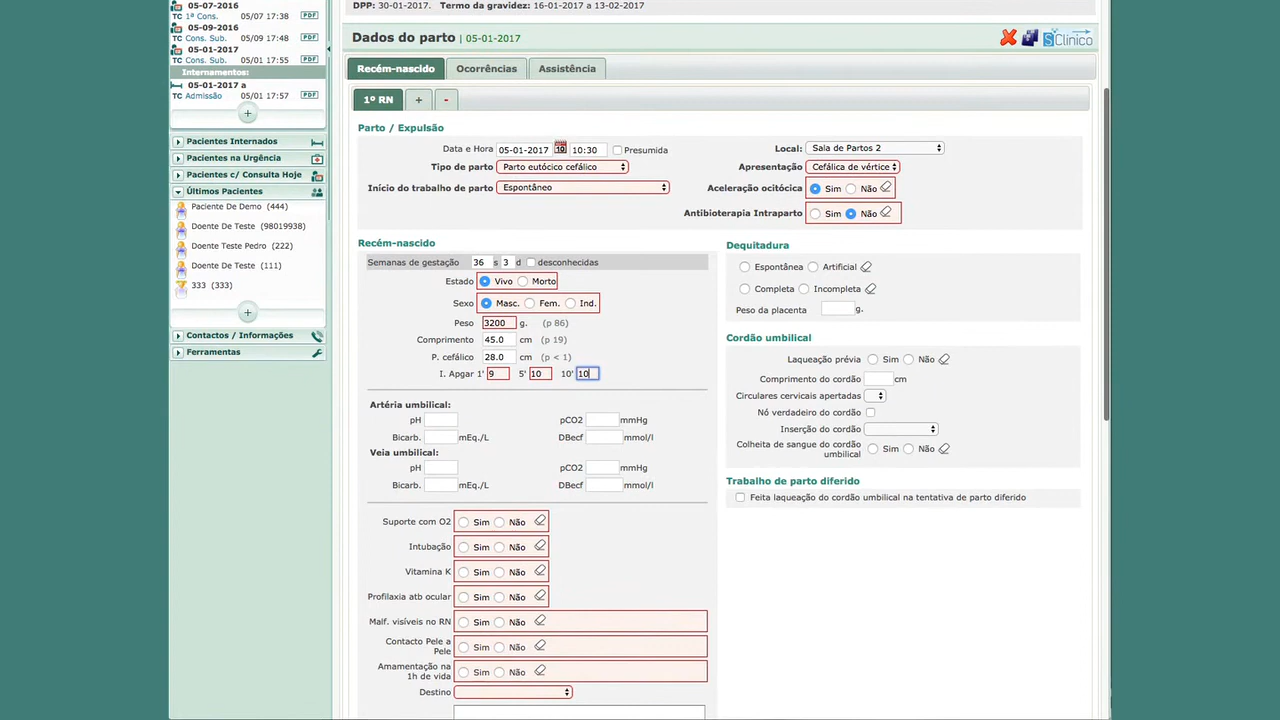 05-07-2016
TC 1ª Cons. 05/07 17:38 PDF
05-09-2016
TC Cons. Sub. 05/09 17:48 PDF
05-01-2017
TC Cons. Sub. 05/01 17:55 PDF
Internamentos:
05-01-2017 a
TC Admissão 05/01 17:57 PDF
+
Pacientes Internados
Pacientes na Urgência
Pacientes c/ Consulta Hoje
Últimos Pacientes
Paciente De Demo (444)
Doente De Teste (98019938)
Doente Teste Pedro (222)
Doente De Teste (111)
333 (333)
+
Contactos / Informações
Ferramentas
DPP: 30-01-2017. Termo da gravidez: 16-01-2017 a 13-02-2017
Dados do parto | 05-01-2017
SClínico
Recém-nascido Ocorrências Assistência
1º RN + -
Parto / Expulsão
Data e Hora 05-01-2017 10 10:30 Presumida Local: Sala de Partos 2
Tipo de parto Parto eutócico cefálico Apresentação Cefálica de vértice
Início do trabalho de parto Espontâneo Aceleração ocitócica Sim Não
Antibioterapia Intraparto Sim Não
Recém-nascido
Semanas de gestação 36 s 3 d desconhecidas
Estado Vivo Morto
Sexo Masc. Fem. Ind.
Peso 3200 g. (p 86)
Comprimento 45.0 cm (p 19)
P. cefálico 28.0 cm (p < 1)
I. Apgar 1' 9 5' 10 10' 10
Artéria umbilical:
pH pCO2 mmHg
Bicarb. mEq./L DBecf mmol/l
Veia umbilical:
pH pCO2 mmHg
Bicarb. mEq./L DBecf mmol/l
Suporte com O2 Sim Não
Intubação Sim Não
Vitamina K Sim Não
Profilaxia atb ocular Sim Não
Malf. visíveis no RN Sim Não
Contacto Pele a
Pele Sim Não
Amamentação na
1h de vida Sim Não
Destino
Dequitadura
Espontânea Artificial
Completa Incompleta
Peso da placenta g.
Cordão umbilical
Laqueação prévia Sim Não
Comprimento do cordão cm
Circulares cervicais apertadas
Nó verdadeiro do cordão
Inserção do cordão
Colheita de sangue do cordão
umbilical Sim Não
Trabalho de parto diferido
Feita laqueação do cordão umbilical na tentativa de parto diferido